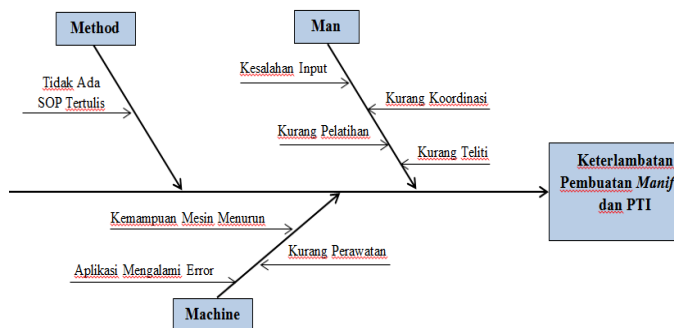 Method
Man
Tidak Ada
SOP Tertulis
Kesalahan Input
Kurang Koordinasi
Kurang Pelatihan
Kurang Teliti
Keterlambatan
Pembuatan Manif
dan PTI
Kemampuan Mesin Menurun
Kurang Perawatan
Aplikasi Mengalami Error
Machine